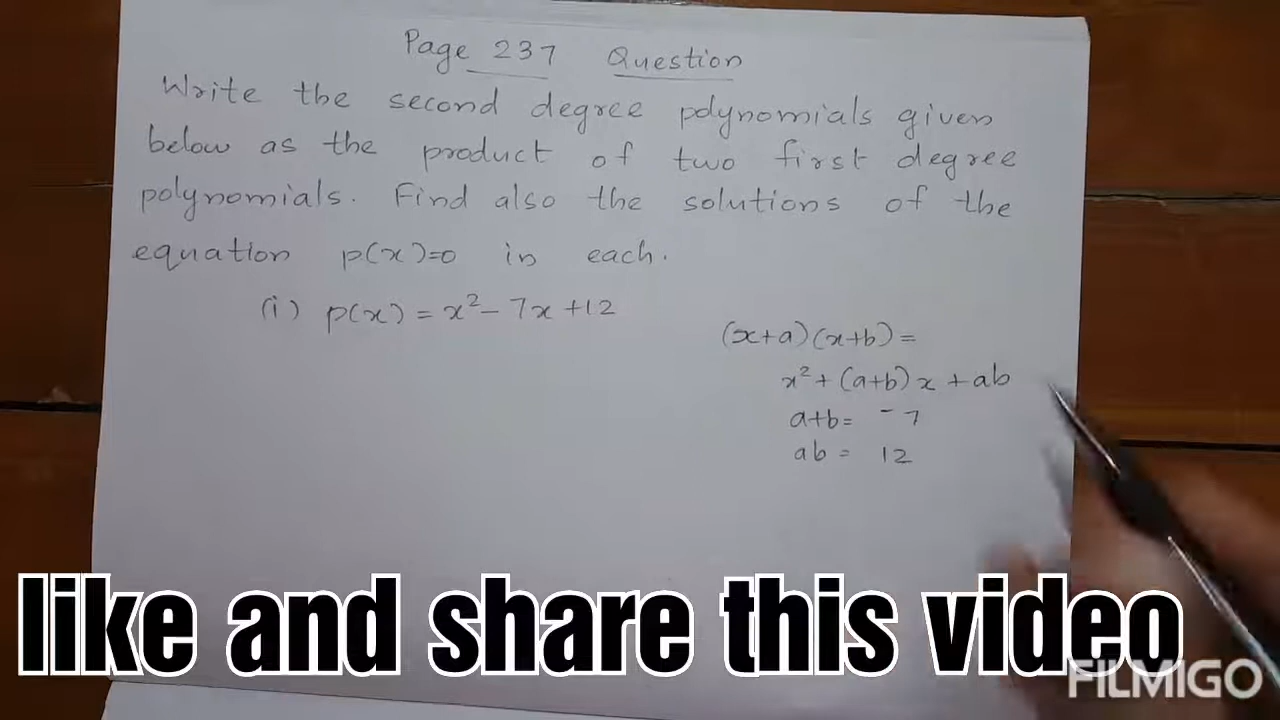 Page 237 Question
Write the second degree polynomials given
below as the product of two first degree
polynomials. Find also the solutions of the
equation p(x)=0 in each.
(i) p(x) = x² - 7x + 12
(x+a)(x+b) =
x² + (a+b)x + ab
a+b = -7
ab = 12
like and share this video
FILMIGO